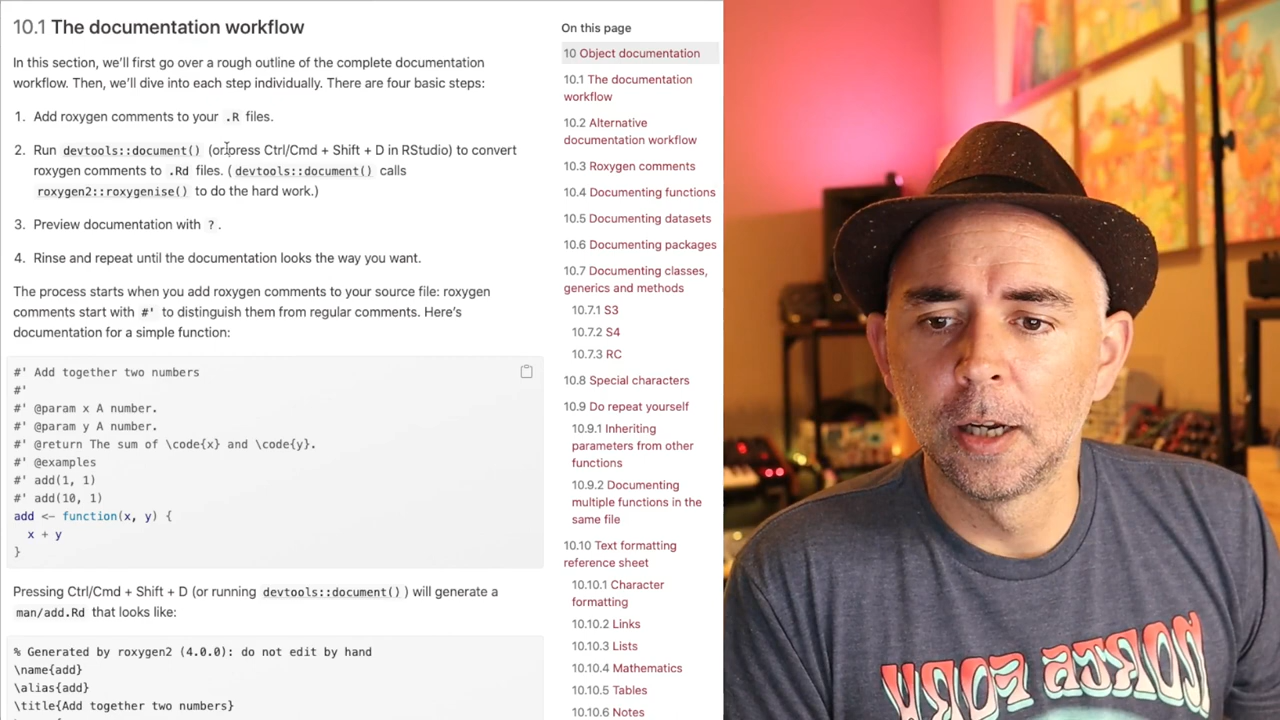 10.1 The documentation workflow
In this section, we'll first go over a rough outline of the complete documentation
workflow. Then, we'll dive into each step individually. There are four basic steps:
1. Add roxygen comments to your .R files.
2. Run devtools::document() (or press Ctrl/Cmd + Shift + D in RStudio) to convert
roxygen comments to .Rd files. ( devtools::document() calls
roxygen2::roxygenise() to do the hard work.)
3. Preview documentation with ? .
4. Rinse and repeat until the documentation looks the way you want.
The process starts when you add roxygen comments to your source file: roxygen
comments start with #' to distinguish them from regular comments. Here's
documentation for a simple function:
#' Add together two numbers
#'
#' @param x A number.
#' @param y A number.
#' @return The sum of \code{x} and \code{y}.
#' @examples
#' add(1, 1)
#' add(10, 1)
add <- function(x, y) {
x + y
}
Pressing Ctrl/Cmd + Shift + D (or running devtools::document() ) will generate a
man/add.Rd that looks like:
% Generated by roxygen2 (4.0.0): do not edit by hand
\name{add}
\alias{add}
\title{Add together two numbers}
On this page
10 Object documentation
10.1 The documentation
workflow
10.2 Alternative
documentation workflow
10.3 Roxygen comments
10.4 Documenting functions
10.5 Documenting datasets
10.6 Documenting packages
10.7 Documenting classes,
generics and methods
10.7.1 S3
10.7.2 S4
10.7.3 RC
10.8 Special characters
10.9 Do repeat yourself
10.9.1 Inheriting
parameters from other
functions
10.9.2 Documenting
multiple functions in the
same file
10.10 Text formatting
reference sheet
10.10.1 Character
formatting
10.10.2 Links
10.10.3 Lists
10.10.4 Mathematics
10.10.5 Tables
10.10.6 Notes